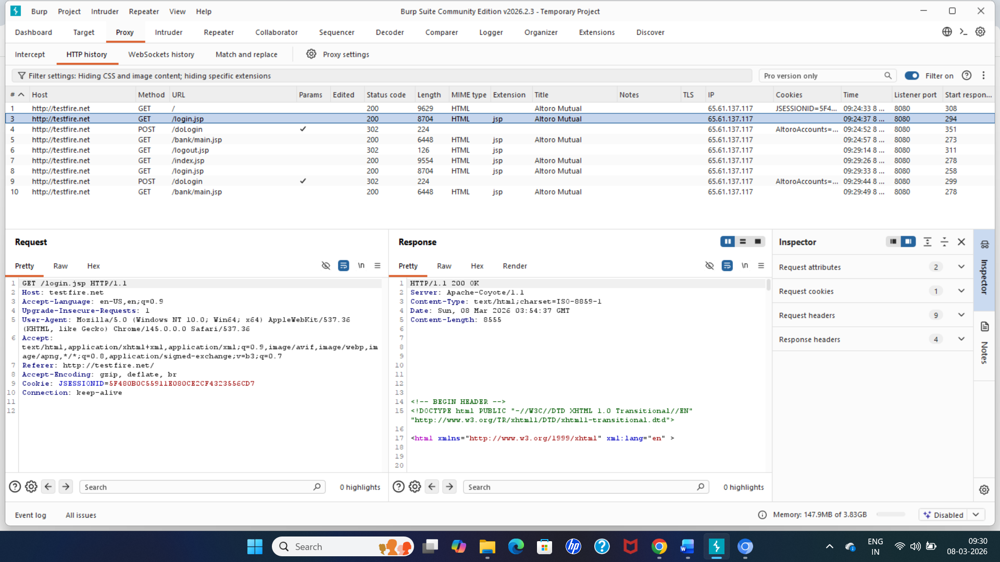 Burp Project Intruder Repeater View Help Burp Suite Community Edition v2026.2.3 - Temporary Project
Dashboard Target Proxy Intruder Repeater Collaborator Sequencer Decoder Comparer Logger Organizer Extensions Discover
Intercept HTTP history WebSockets history Match and replace Proxy settings
Filter settings: Hiding CSS and image content; hiding specific extensions Pro version only Filter on
# Host Method URL Params Edited Status code Length MIME type Extension Title Notes TLS IP Cookies Time Listener port Start respon...
1 http://testfire.net GET / 200 9629 HTML Altoro Mutual 65.61.137.117 JSESSIONID=5F4... 09:24:33 8 ... 8080 308
3 http://testfire.net GET /login.jsp 200 8704 HTML jsp Altoro Mutual 65.61.137.117 09:24:37 8 ... 8080 294
4 http://testfire.net POST /doLogin ✓ 302 224 65.61.137.117 AltoroAccounts=... 09:24:52 8 ... 8080 351
5 http://testfire.net GET /bank/main.jsp 200 6448 HTML jsp Altoro Mutual 65.61.137.117 09:24:57 8 ... 8080 273
6 http://testfire.net GET /logout.jsp 302 126 HTML jsp 65.61.137.117 09:29:14 8 ... 8080 311
7 http://testfire.net GET /index.jsp 200 9554 HTML jsp Altoro Mutual 65.61.137.117 09:29:26 8 ... 8080 278
8 http://testfire.net GET /login.jsp 200 8704 HTML jsp Altoro Mutual 65.61.137.117 09:29:33 8 ... 8080 258
9 http://testfire.net POST /doLogin ✓ 302 224 65.61.137.117 AltoroAccounts=... 09:29:44 8 ... 8080 299
10 http://testfire.net GET /bank/main.jsp 200 6448 HTML jsp Altoro Mutual 65.61.137.117 09:29:49 8 ... 8080 278
Request
Pretty Raw Hex \n
1 GET /login.jsp HTTP/1.1
2 Host: testfire.net
3 Accept-Language: en-US,en;q=0.9
4 Upgrade-Insecure-Requests: 1
5 User-Agent: Mozilla/5.0 (Windows NT 10.0; Win64; x64) AppleWebKit/537.36
(KHTML, like Gecko) Chrome/145.0.0.0 Safari/537.36
6 Accept:
text/html,application/xhtml+xml,application/xml;q=0.9,image/avif,image/webp,im
age/apng,*/*;q=0.8,application/signed-exchange;v=b3;q=0.7
7 Referer: http://testfire.net/
8 Accept-Encoding: gzip, deflate, br
9 Cookie: JSESSIONID=5F480B0C55911E080CE2CF4323556CD7
10 Connection: keep-alive
11
12
Search 0 highlights
Response
Pretty Raw Hex Render \n
1 HTTP/1.1 200 OK
2 Server: Apache-Coyote/1.1
3 Content-Type: text/html;charset=ISO-8859-1
4 Date: Sun, 08 Mar 2026 03:54:37 GMT
5 Content-Length: 8555
6
7
8
9
10
11
12
13
14 <!-- BEGIN HEADER -->
15 <!DOCTYPE html PUBLIC "-//W3C//DTD XHTML 1.0 Transitional//EN"
"http://www.w3.org/TR/xhtml1/DTD/xhtml1-transitional.dtd">
16
17 <html xmlns="http://www.w3.org/1999/xhtml" xml:lang="en" >
18
19
20
Search 0 highlights
Inspector
Request attributes 2
Request cookies 1
Request headers 9
Response headers 4
Inspector
Notes
Event log All issues Memory: 147.9MB of 3.83GB Disabled
Search
ENG
IN
09:30
08-03-2026